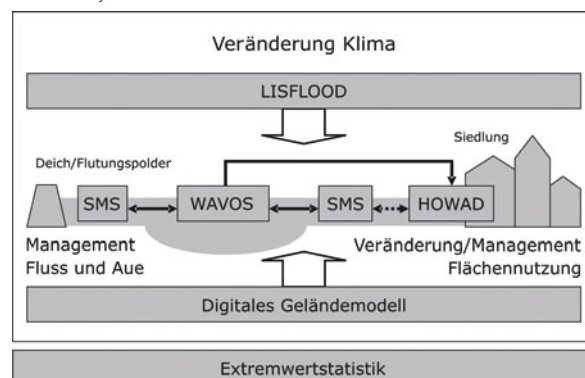 Veränderung Klima
LISFLOOD
Siedlung
Deich/Flutungspolder
SMS
WAVOS
SMS
HOWAD
Management
Fluss und Aue
Veränderung/Management
Flächennutzung
Digitales Geländemodell
Extremwertstatistik